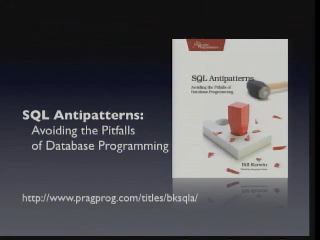 SQL Antipatterns:
Avoiding the Pitfalls
of Database Programming
http://www.pragprog.com/titles/bksqla/
SQL Antipatterns
Avoiding the Pitfalls of
Database Programming
Bill Karwin